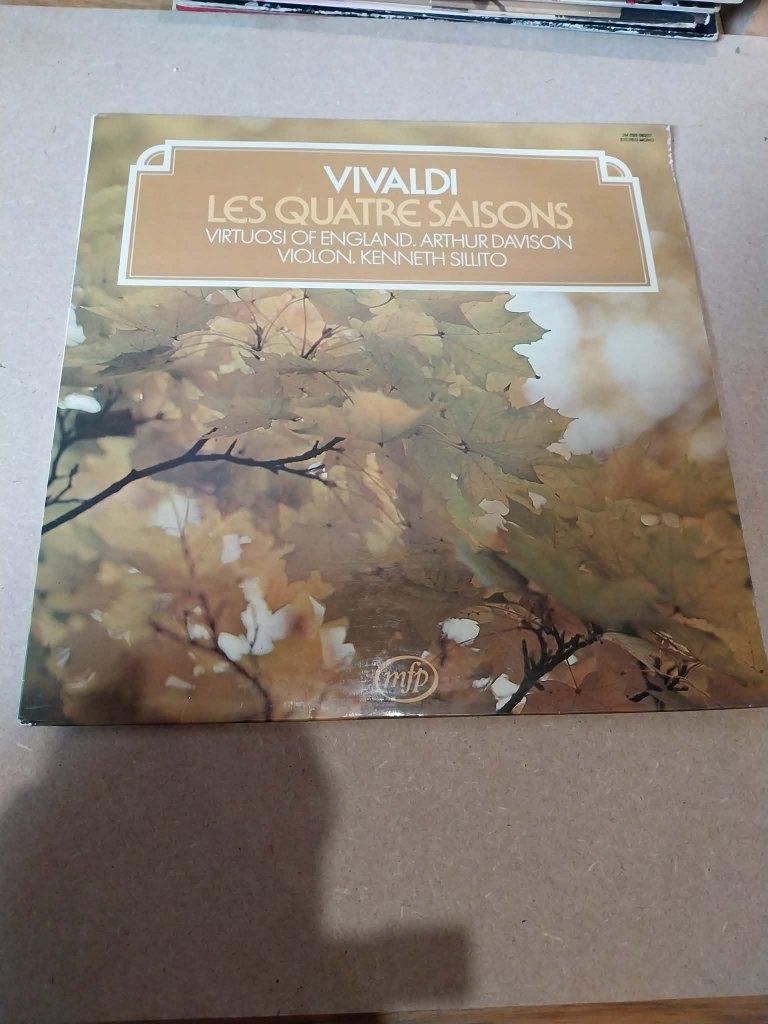 VIVALDI
LES QUATRE SAISONS
VIRTUOSI OF ENGLAND. ARTHUR DAVISON
VIOLON. KENNETH SILLITO
mfp